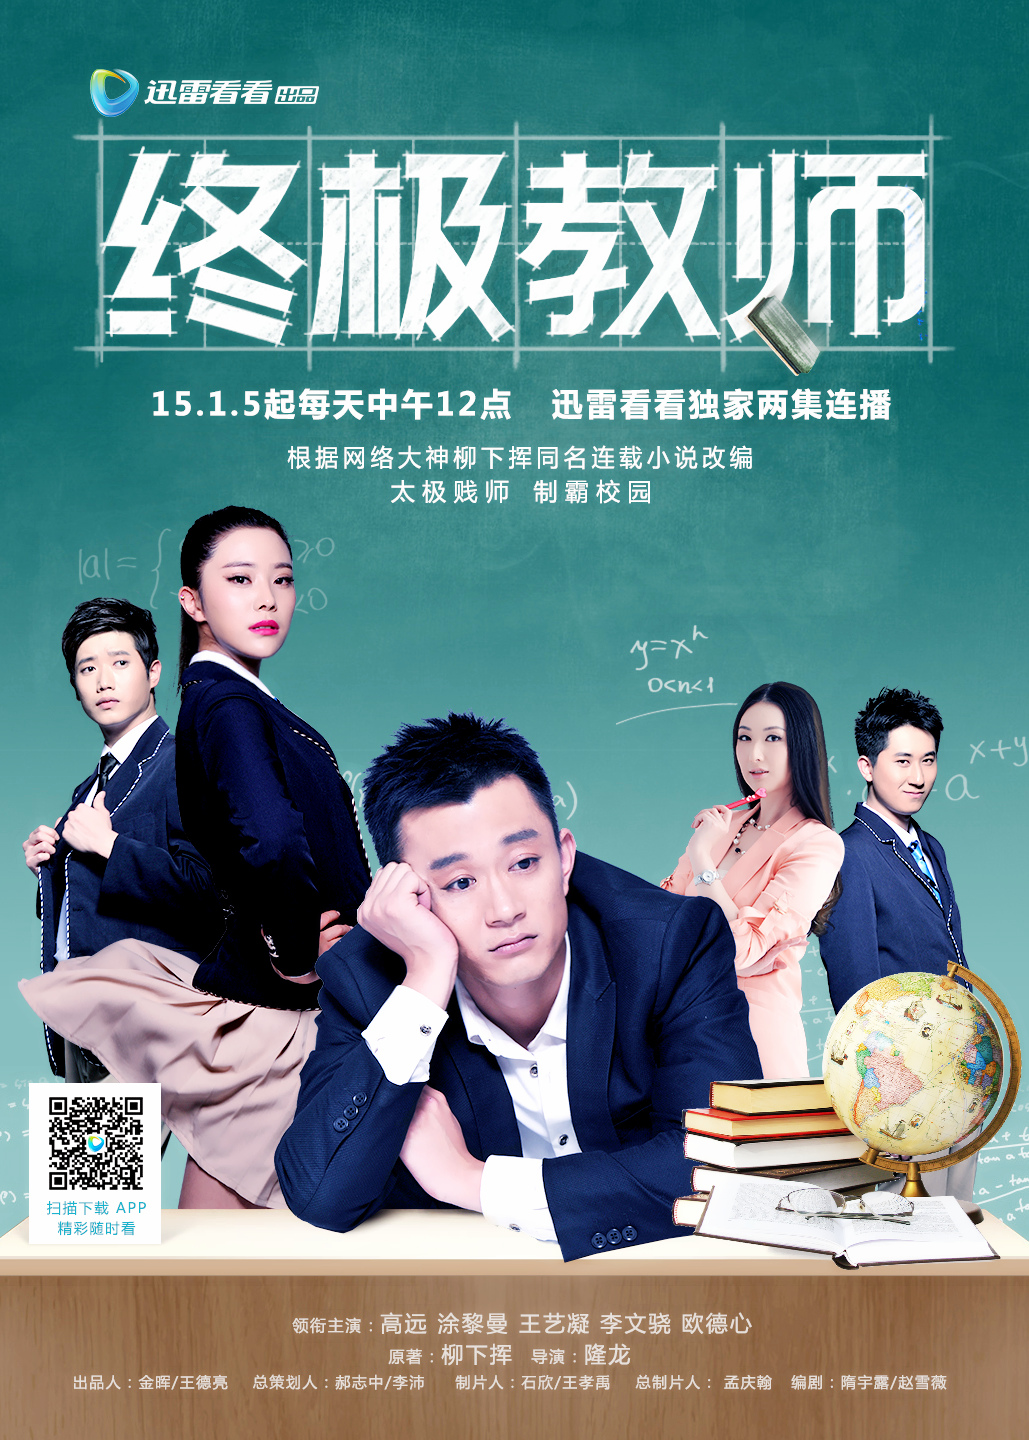 迅雷看看出品
终极教师
15.1.5起每天中午12点 迅雷看看独家两集连播
根据网络大神柳下挥同名连载小说改编
太极贱师 制霸校园
|a|= {
≥0
<0
y=xⁿ
0<n<1
a)
x+y
a
扫描下载 APP
精彩随时看
领衔主演：高远 涂黎曼 王艺凝 李文骁 欧德心
原著：柳下挥 导演：隆龙
出品人：金晖/王德亮 总策划人：郝志中/李沛 制片人：石欣/王孝禹 总制片人： 孟庆翰 编剧：隋宇露/赵雪薇